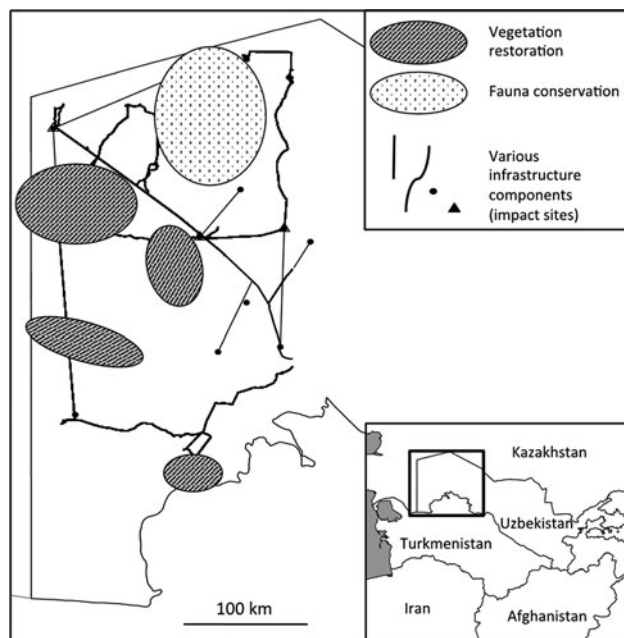 Vegetation
restoration
Fauna conservation
Various
infrastructure
components
(impact sites)
Kazakhstan
Uzbekistan
Turkmenistan
Iran
Afghanistan
100 km